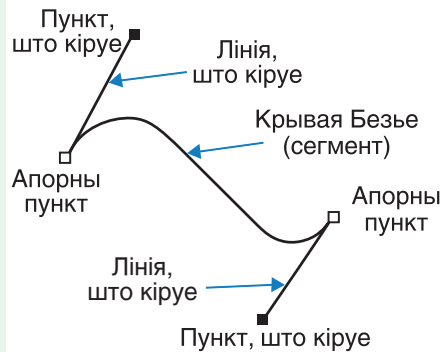 Пункт,
што кіруе
Лінія,
што кіруе
Крывая Безье
(сегмент)
Апорны
пункт
Апорны
пункт
Лінія,
што кіруе
Пункт, што кіруе